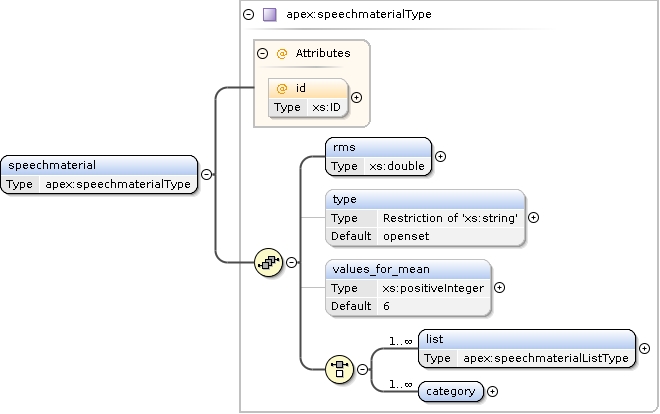 apex:speechmaterialType
@ Attributes
@ id
Type xs:ID
speechmaterial
Type apex:speechmaterialType
rms
Type xs:double
type
Type Restriction of 'xs:string'
Default openset
values_for_mean
Type xs:positiveInteger
Default 6
1..∞
list
Type apex:speechmaterialListType
1..∞
category